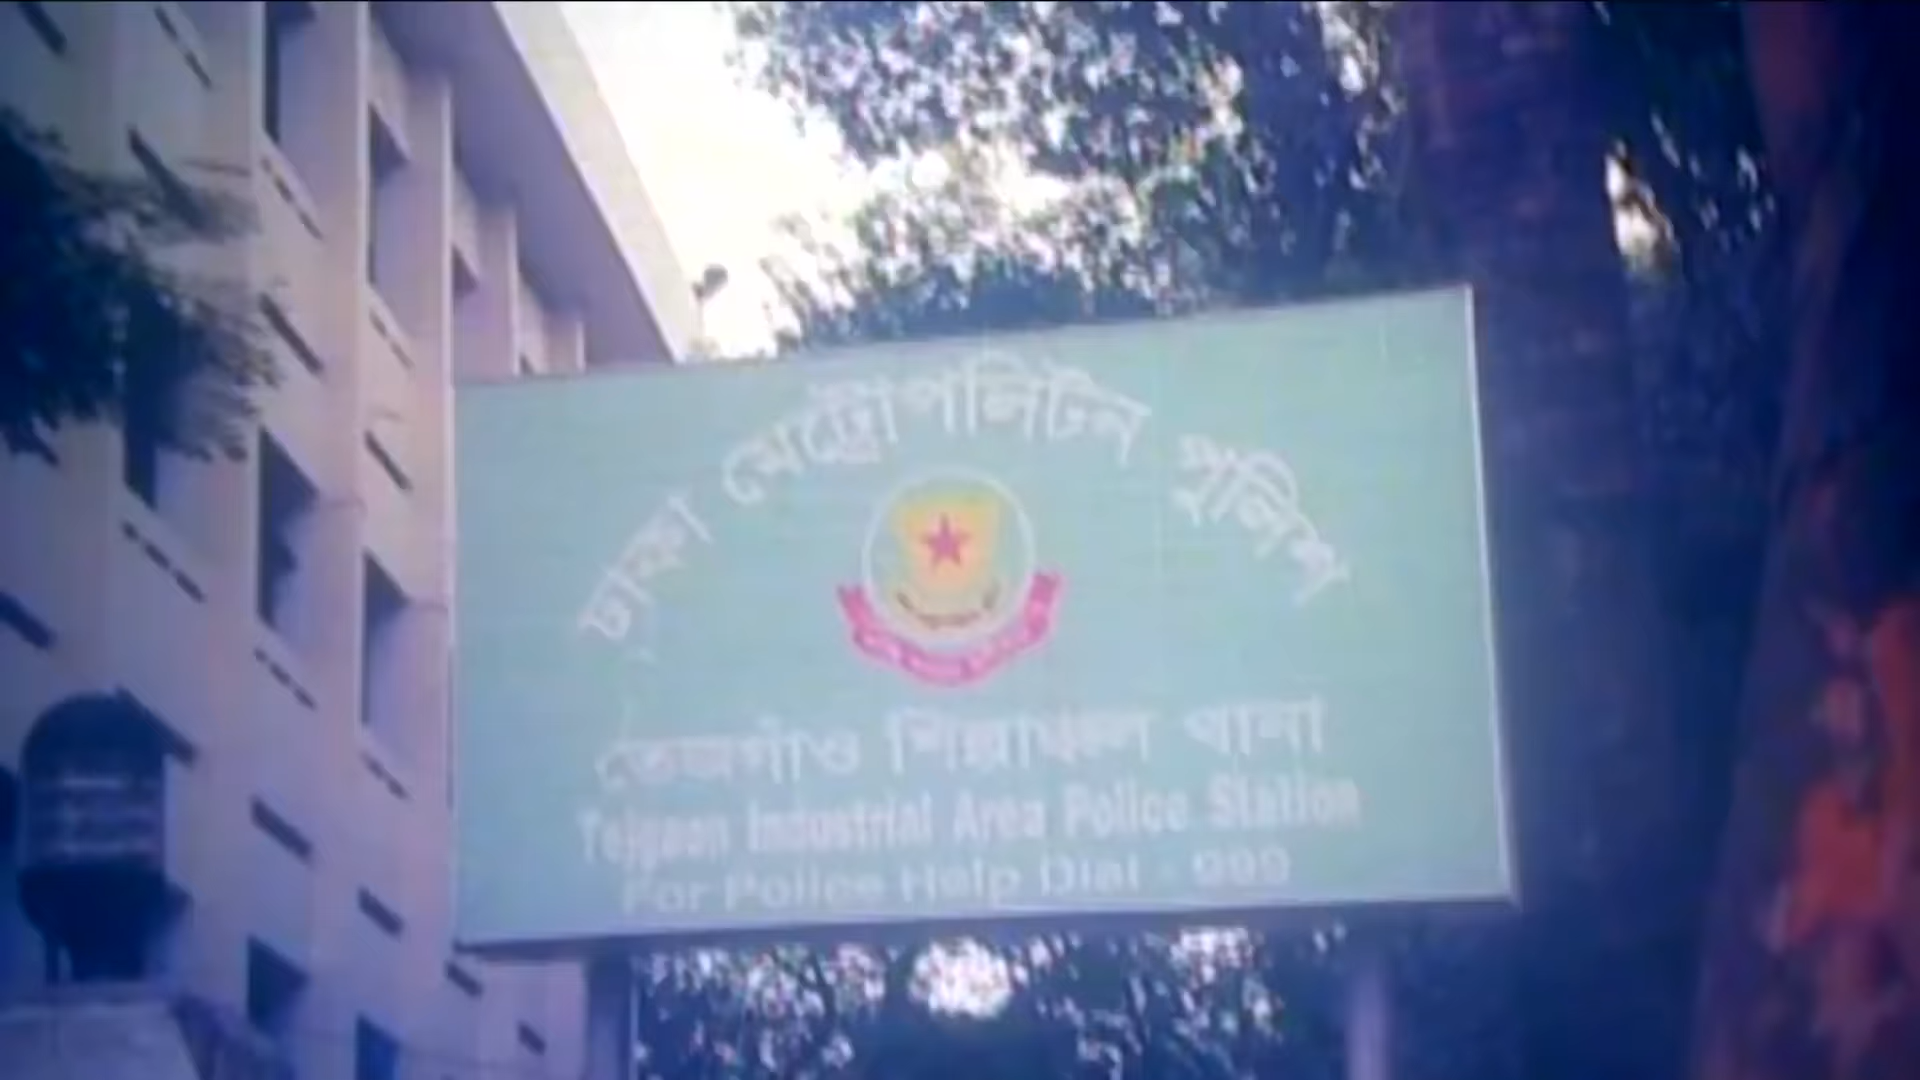 ঢাকা মেট্রোপলিটন পুলিশ
তেজগাঁও শিল্পাঞ্চল থানা
Tejgaon Industrial Area Police Station
For Police Help Dial - 999